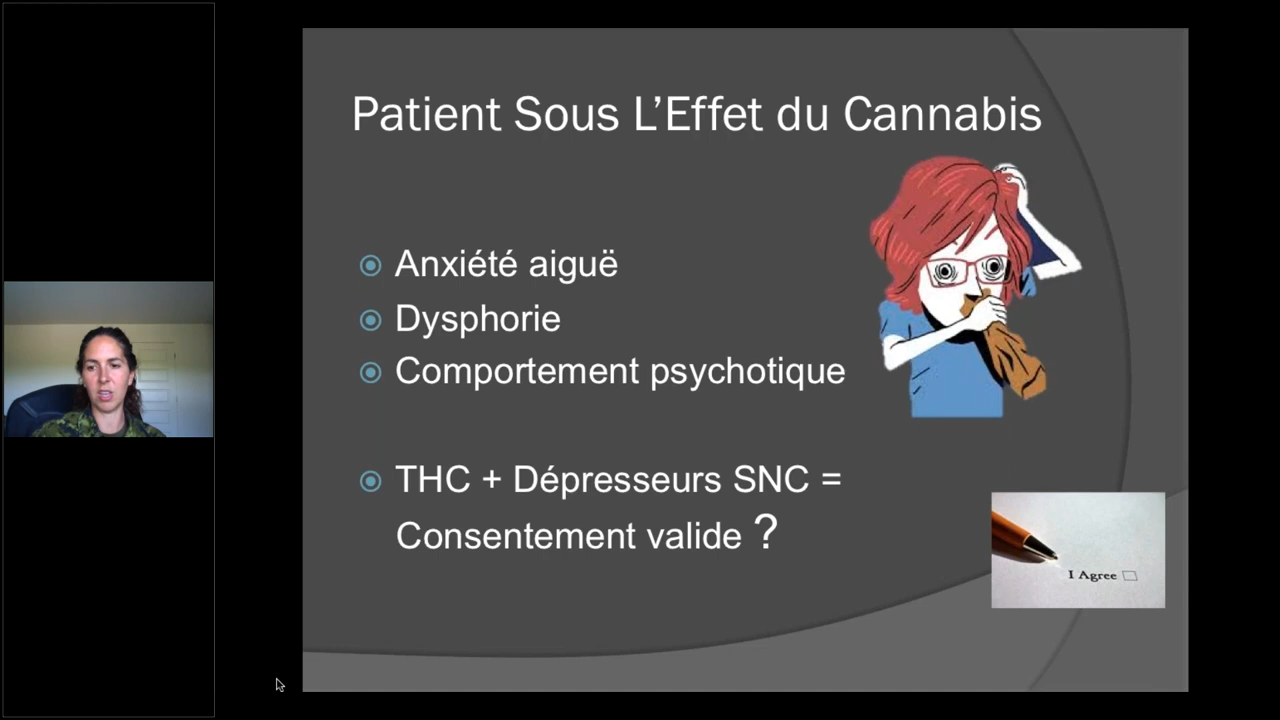 Patient Sous L'Effet du Cannabis
Anxiété aiguë
Dysphorie
Comportement psychotique
THC + Dépresseurs SNC =
Consentement valide ?
I Agree